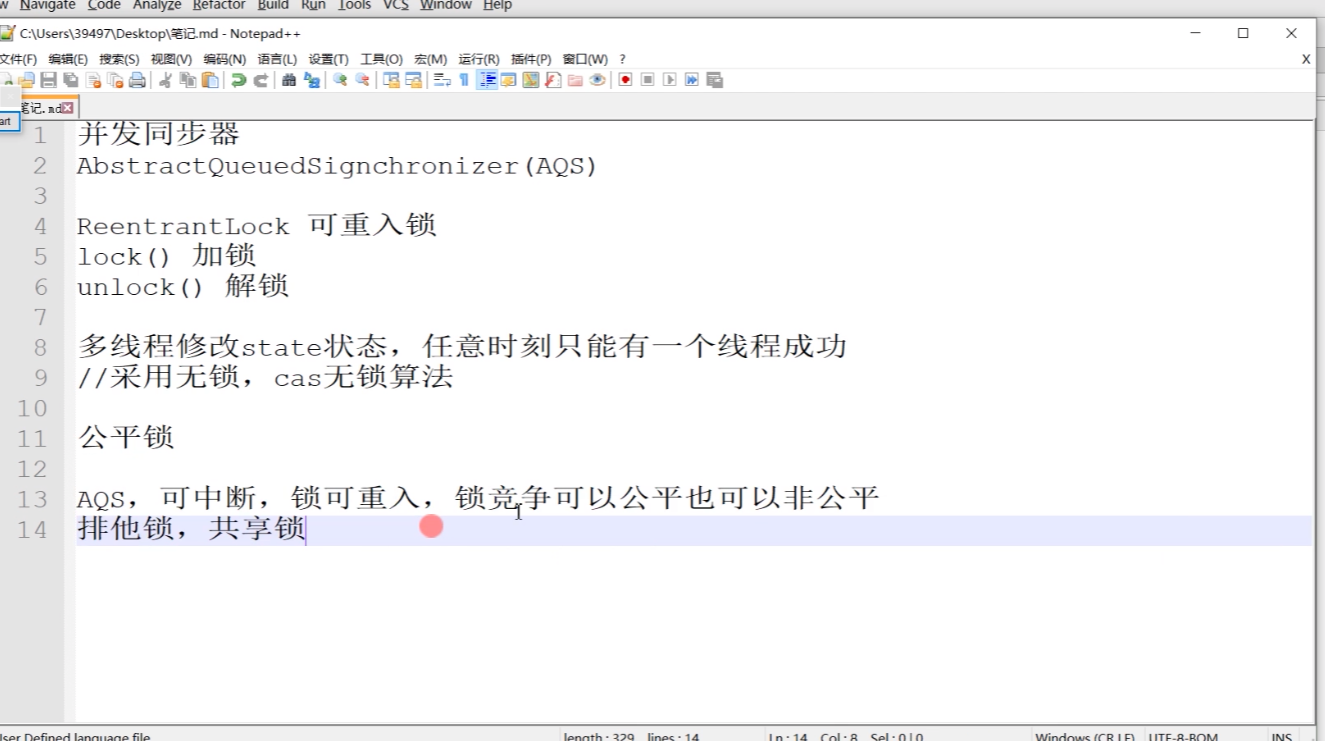 w Navigate Code Analyze Refactor Build Run Tools VCS Window Help
C:\Users\39497\Desktop\笔记.md - Notepad++
文件(F) 编辑(E) 搜索(S) 视图(V) 编码(N) 语言(L) 设置(T) 工具(O) 宏(M) 运行(R) 插件(P) 窗口(W) ? X
笔记.md
art
1 并发同步器
2 AbstractQueuedSignchronizer(AQS)
3
4 ReentrantLock 可重入锁
5 lock() 加锁
6 unlock() 解锁
7
8 多线程修改state状态，任意时刻只能有一个线程成功
9 //采用无锁，cas无锁算法
10
11 公平锁
12
13 AQS，可中断，锁可重入，锁竞争可以公平也可以非公平
14 排他锁，共享锁
User Defined language file length : 329 lines : 14 Ln : 14 Col : 8 Sel : 0 | 0 Windows (CR LF) UTF-8-BOM INS